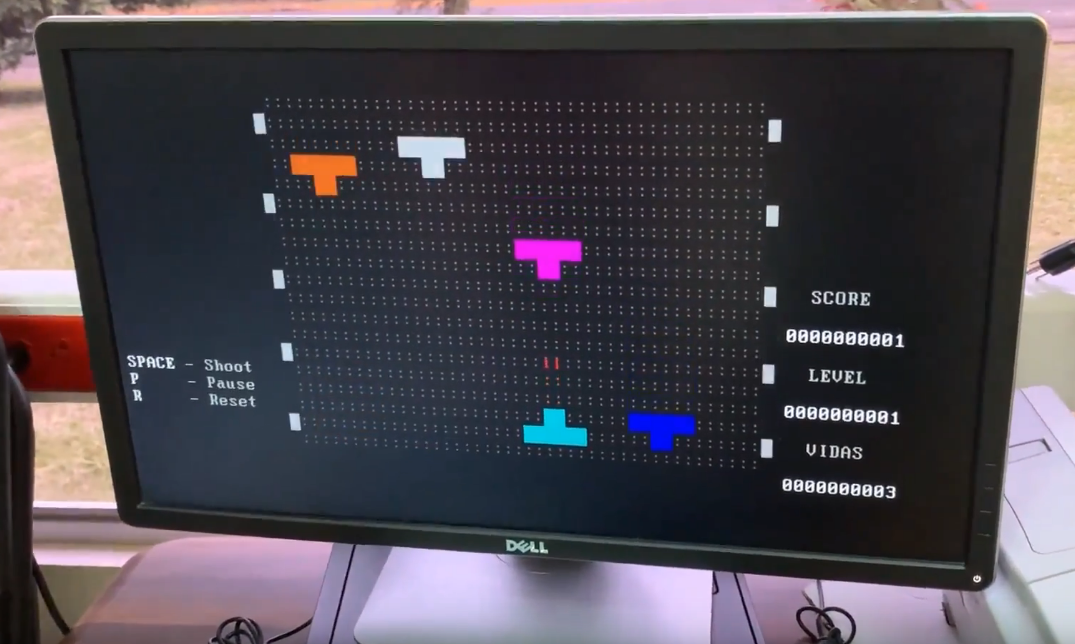 SPACE - Shoot
P - Pause
R - Reset
SCORE
0000000001
LEVEL
0000000001
VIDAS
0000000003
DELL